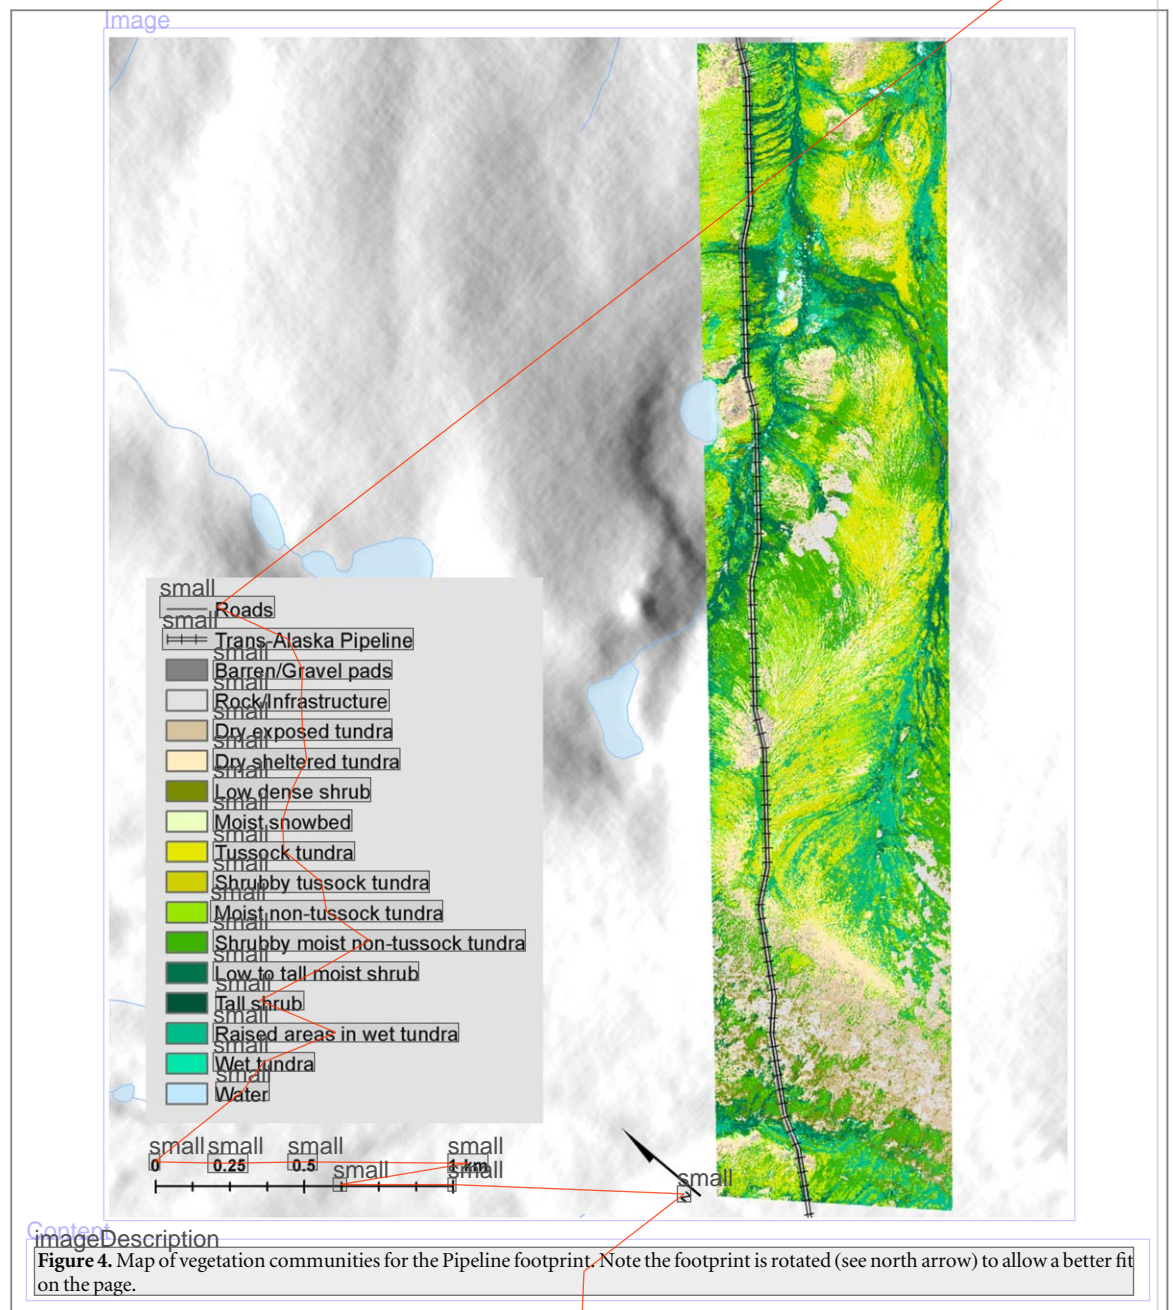 Image
small
Roads
small
Trans-Alaska Pipeline
small
Barren/Gravel pads
small
Rock/Infrastructure
small
Dry exposed tundra
small
Dry sheltered tundra
small
Low dense shrub
small
Moist snowbed
small
Tussock tundra
small
Shrubby tussock tundra
small
Moist non-tussock tundra
small
Shrubby moist non-tussock tundra
small
Low to tall moist shrub
small
Tall shrub
small
Raised areas in wet tundra
small
Wet tundra
small
Water
small small small small
0 0.25 0.5 1 km
small small small
Content
imageDescription
Figure 4. Map of vegetation communities for the Pipeline footprint. Note the footprint is rotated (see north arrow) to allow a better fit
on the page.